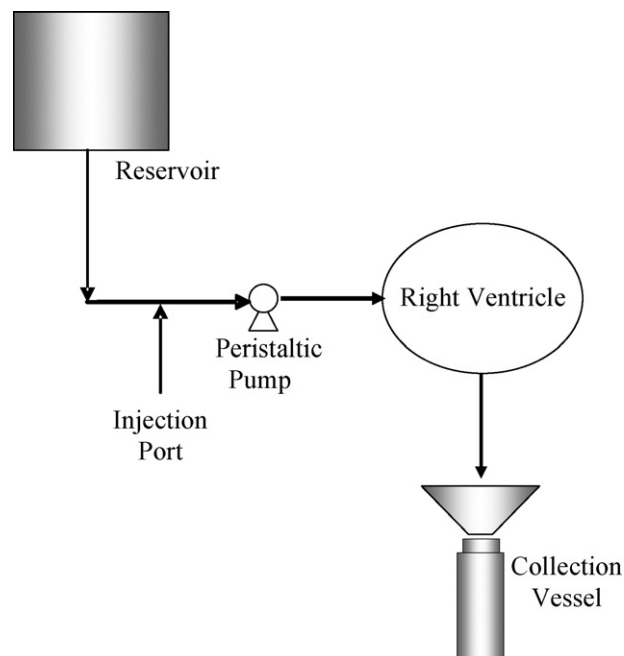 Reservoir
Right Ventricle
Peristaltic
Pump
Injection
Port
Collection
Vessel